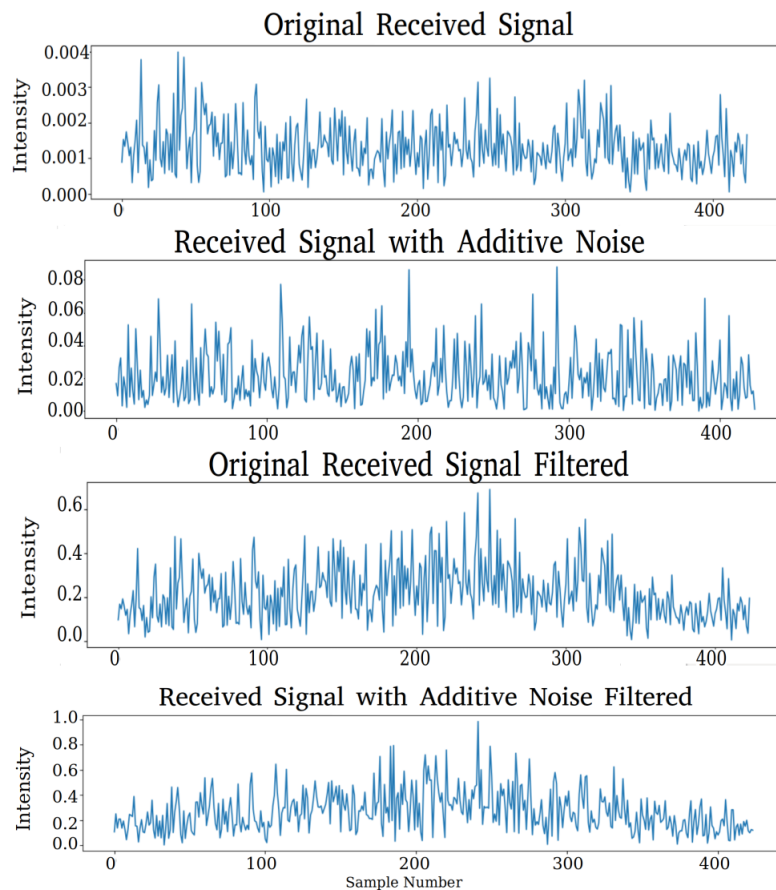 Original Received Signal
Intensity
0.004
0.003
0.002
0.001
0.000
0 100 200 300 400
Received Signal with Additive Noise
Intensity
0.08
0.06
0.04
0.02
0.00
0 100 200 300 400
Original Received Signal Filtered
Intensity
0.6
0.4
0.2
0.0
0 100 200 300 400
Received Signal with Additive Noise Filtered
Intensity
1.0
0.8
0.6
0.4
0.2
0.0
0 100 200 300 400
Sample Number